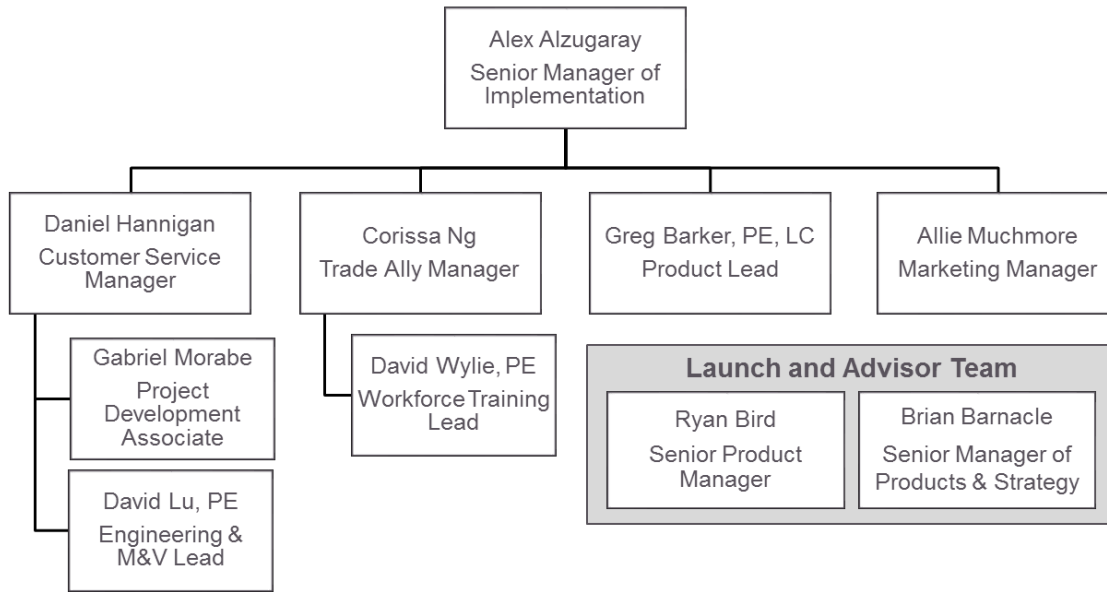 Alex Alzugaray
Senior Manager of
Implementation
Daniel Hannigan
Customer Service
Manager
Corissa Ng
Trade Ally Manager
Greg Barker, PE, LC
Product Lead
Allie Muchmore
Marketing Manager
Gabriel Morabe
Project
Development
Associate
David Lu, PE
Engineering &
M&V Lead
David Wylie, PE
Workforce Training
Lead
Launch and Advisor Team
Ryan Bird
Senior Product
Manager
Brian Barnacle
Senior Manager of
Products & Strategy